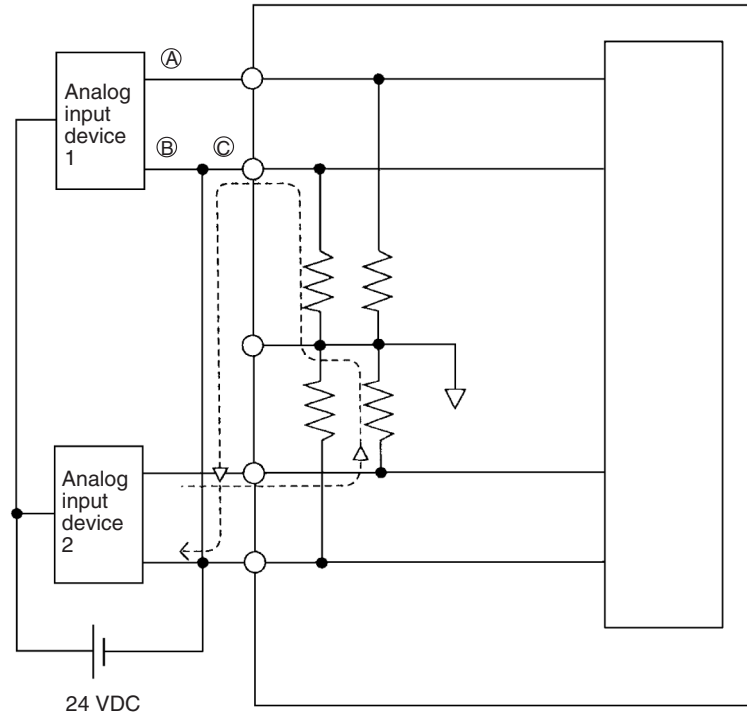 Ⓐ
Analog
input
device
1
Ⓑ Ⓒ
Analog
input
device
2
24 VDC